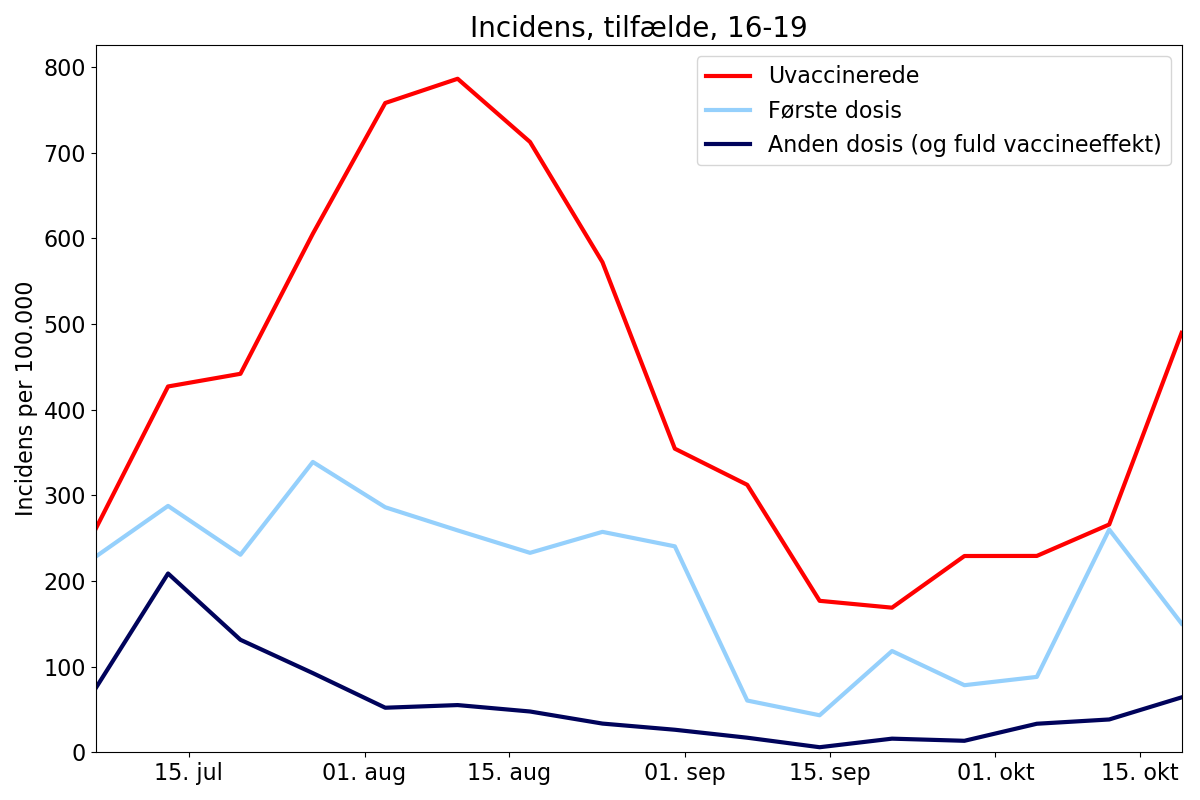 Incidens, tilfælde, 16-19
Uvaccinerede
Første dosis
Anden dosis (og fuld vaccineeffekt)
Incidens per 100.000
800
700
600
500
400
300
200
100
0
15. jul
01. aug
15. aug
01. sep
15. sep
01. okt
15. okt